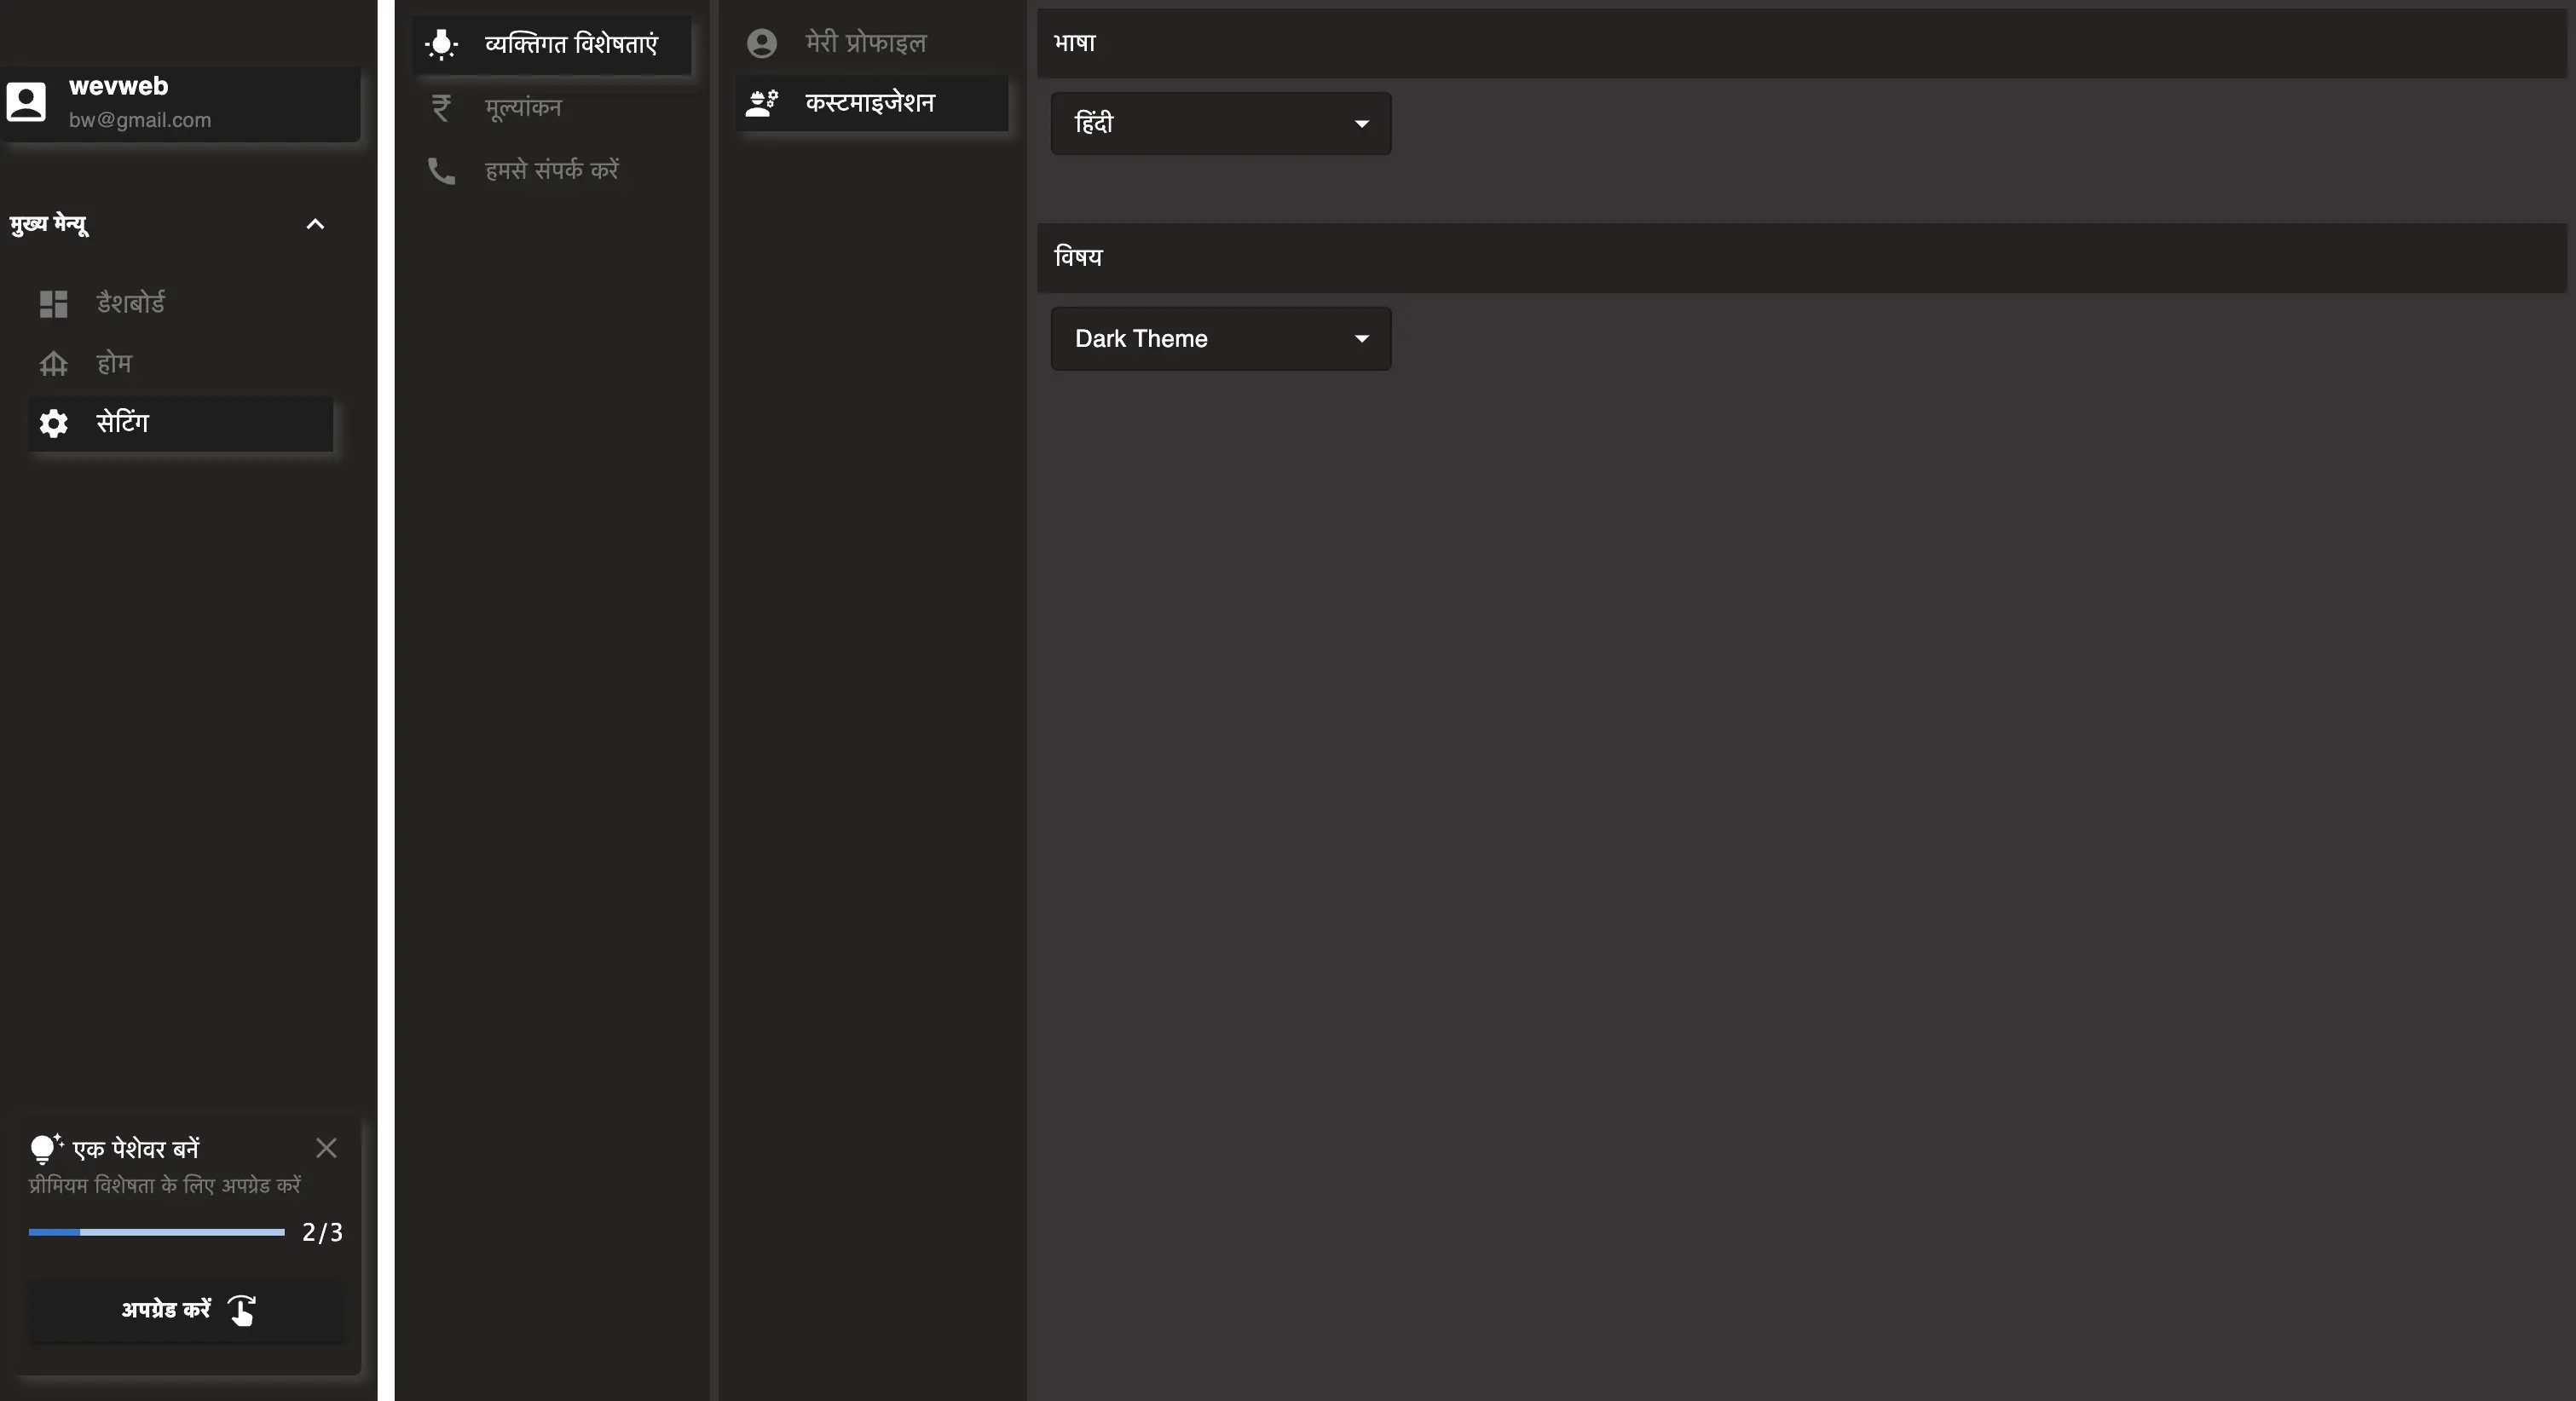 wevweb
bw@gmail.com
मुख्य मेन्यू
डैशबोर्ड
होम
सेटिंग
एक पेशेवर बनें
प्रीमियम विशेषता के लिए अपग्रेड करें
2/3
अपग्रेड करें
व्यक्तिगत विशेषताएं
मूल्यांकन
हमसे संपर्क करें
मेरी प्रोफाइल
कस्टमाइजेशन
भाषा
हिंदी
विषय
Dark Theme